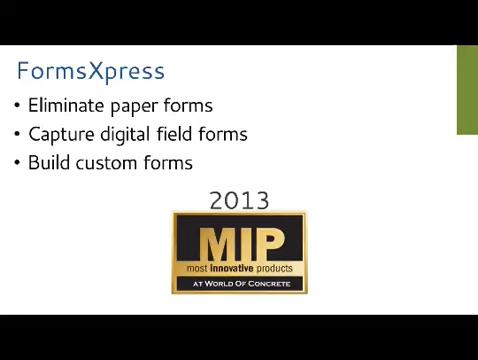 FormsXpress
• Eliminate paper forms
• Capture digital field forms
• Build custom forms
2013
MIP
most innovative products
AT WORLD OF CONCRETE